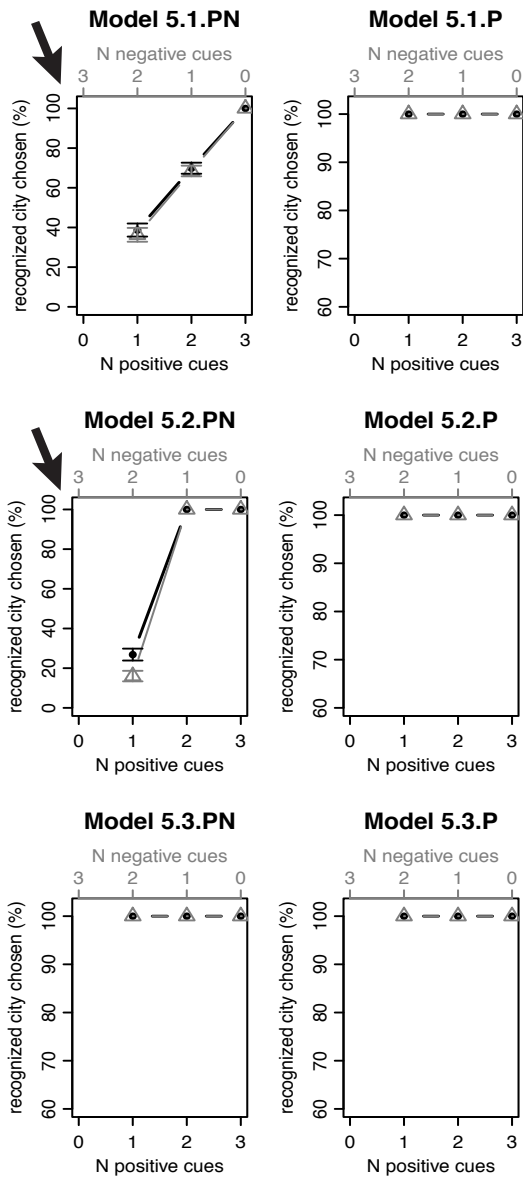 Model 5.1.PN
N negative cues
3 2 1 0
recognized city chosen (%)
100
80
60
40
20
0
0 1 2 3
N positive cues
Model 5.1.P
N negative cues
3 2 1 0
recognized city chosen (%)
100
90
80
70
60
0 1 2 3
N positive cues
Model 5.2.PN
N negative cues
3 2 1 0
recognized city chosen (%)
100
80
60
40
20
0
0 1 2 3
N positive cues
Model 5.2.P
N negative cues
3 2 1 0
recognized city chosen (%)
100
90
80
70
60
0 1 2 3
N positive cues
Model 5.3.PN
N negative cues
3 2 1 0
recognized city chosen (%)
100
90
80
70
60
0 1 2 3
N positive cues
Model 5.3.P
N negative cues
3 2 1 0
recognized city chosen (%)
100
90
80
70
60
0 1 2 3
N positive cues